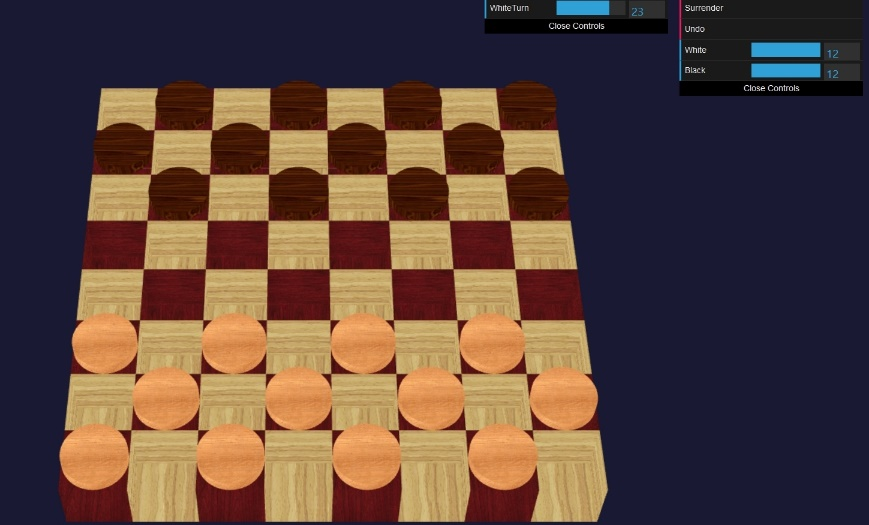 WhiteTurn 23
Close Controls
Surrender
Undo
White 12
Black 12
Close Controls